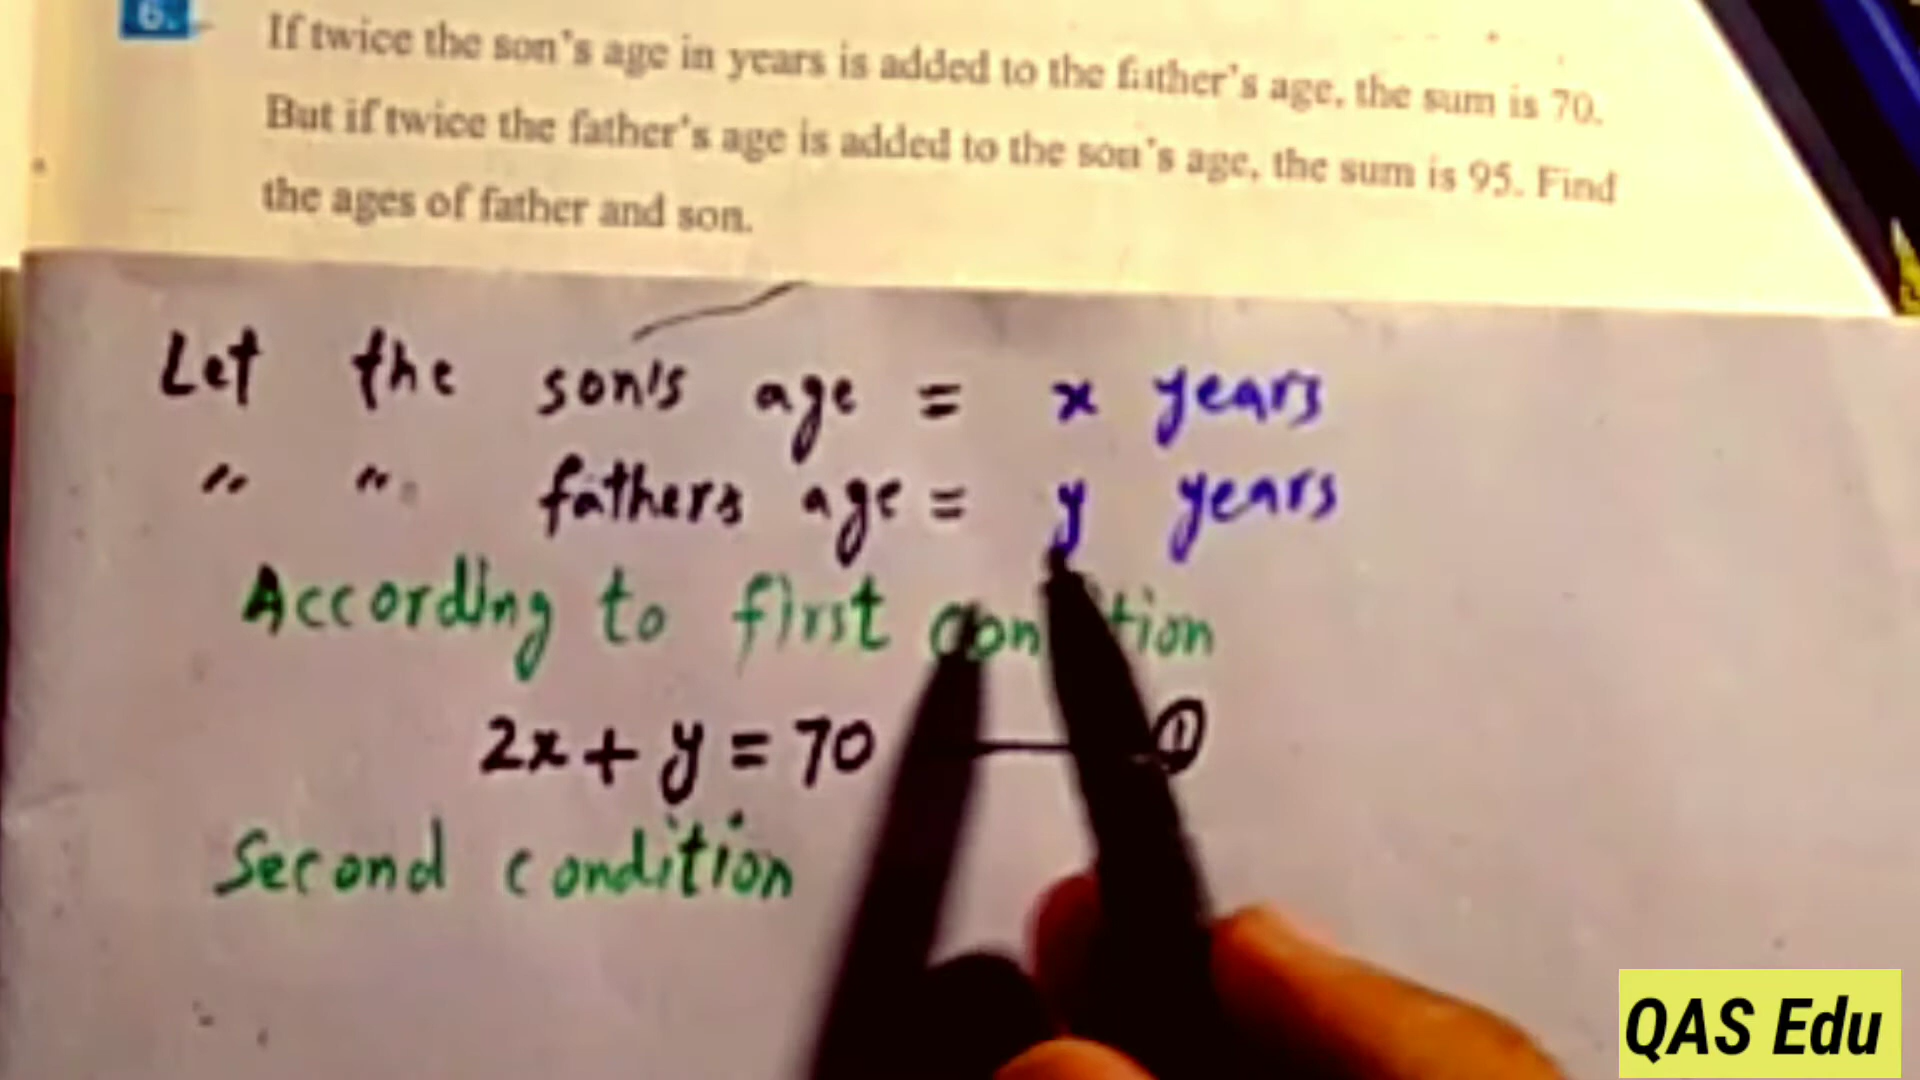 6.
If twice the son's age in years is added to the father's age, the sum is 70.
But if twice the father's age is added to the son's age, the sum is 95. Find
the ages of father and son.
Let the son's age = x years
" " fathers age = y years
According to first condition
2x + y = 70 — ①
Second condition
QAS Edu